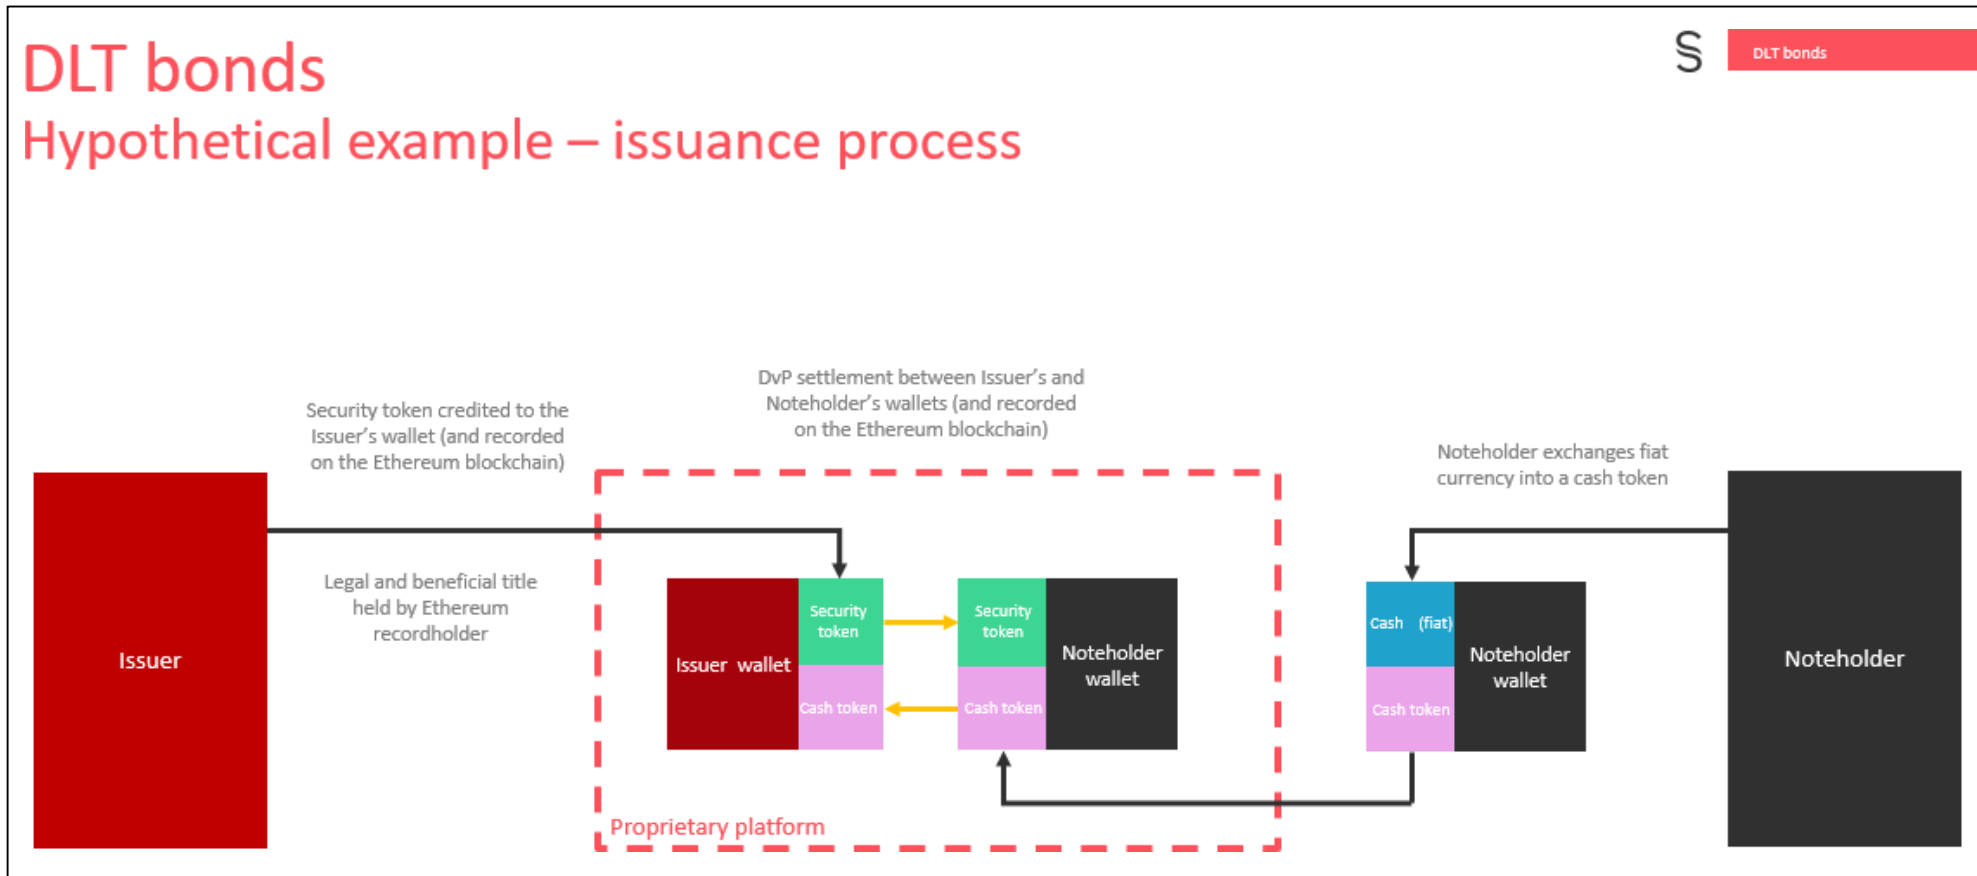 DLT bonds
Hypothetical example – issuance process
S
DLT bonds
Security token credited to the
Issuer's wallet (and recorded
on the Ethereum blockchain)
DvP settlement between Issuer's and
Noteholder's wallets (and recorded
on the Ethereum blockchain)
Noteholder exchanges fiat
currency into a cash token
Legal and beneficial title
held by Ethereum
recordholder
Issuer
Issuer wallet
Security
token
Cash token
Security
token
Cash token
Noteholder
wallet
Cash (fiat)
Cash token
Noteholder
wallet
Noteholder
Proprietary platform